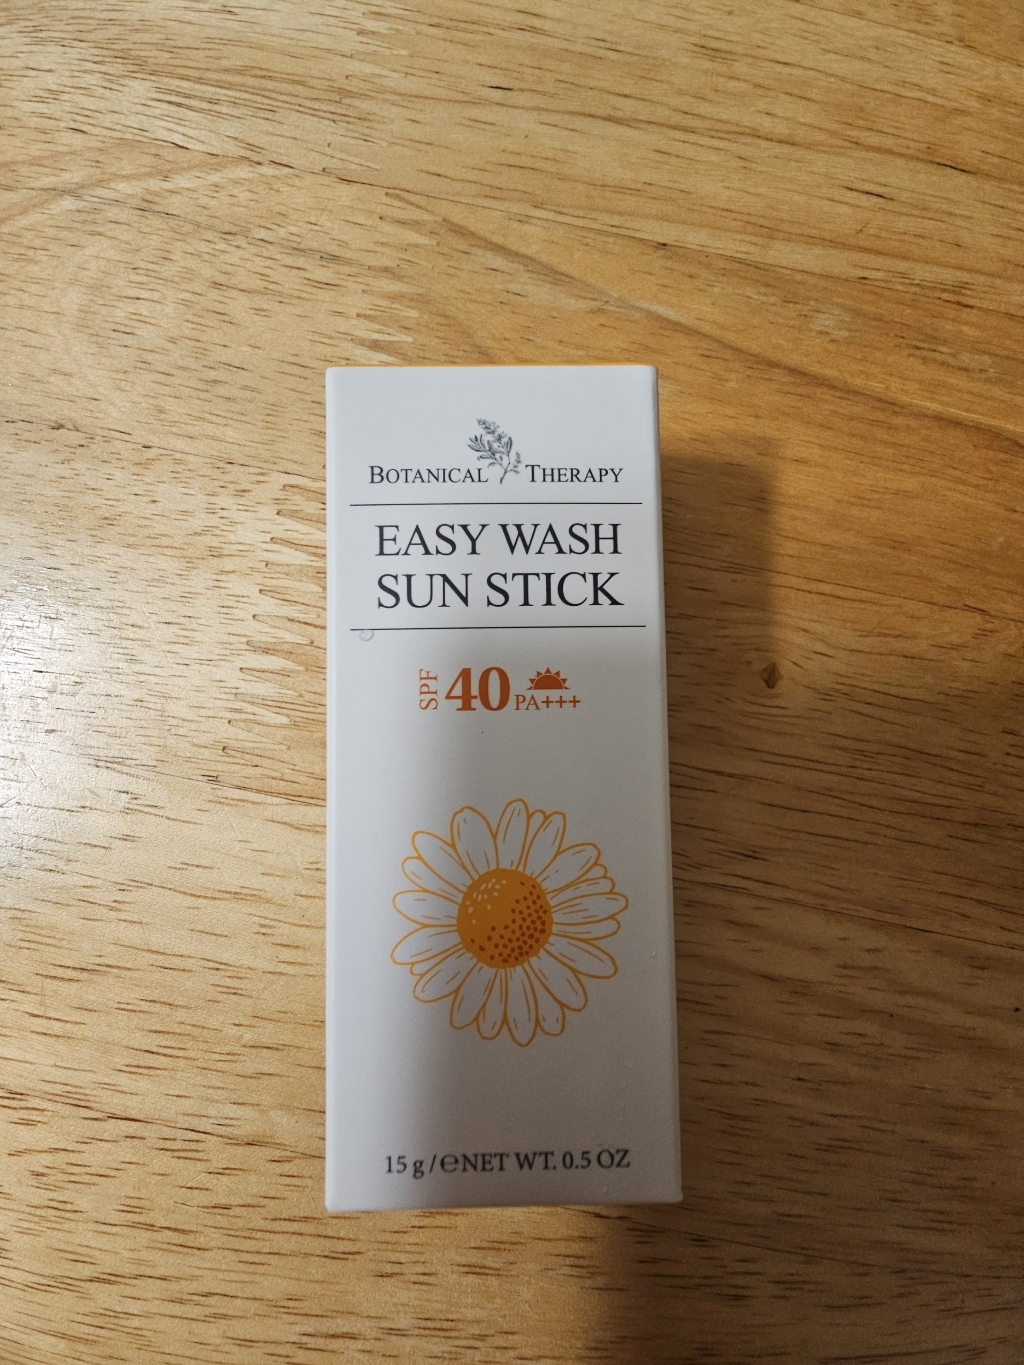 BOTANICAL THERAPY
EASY WASH
SUN STICK
SPF 40 PA+++
15 g / ℮ NET WT. 0.5 OZ